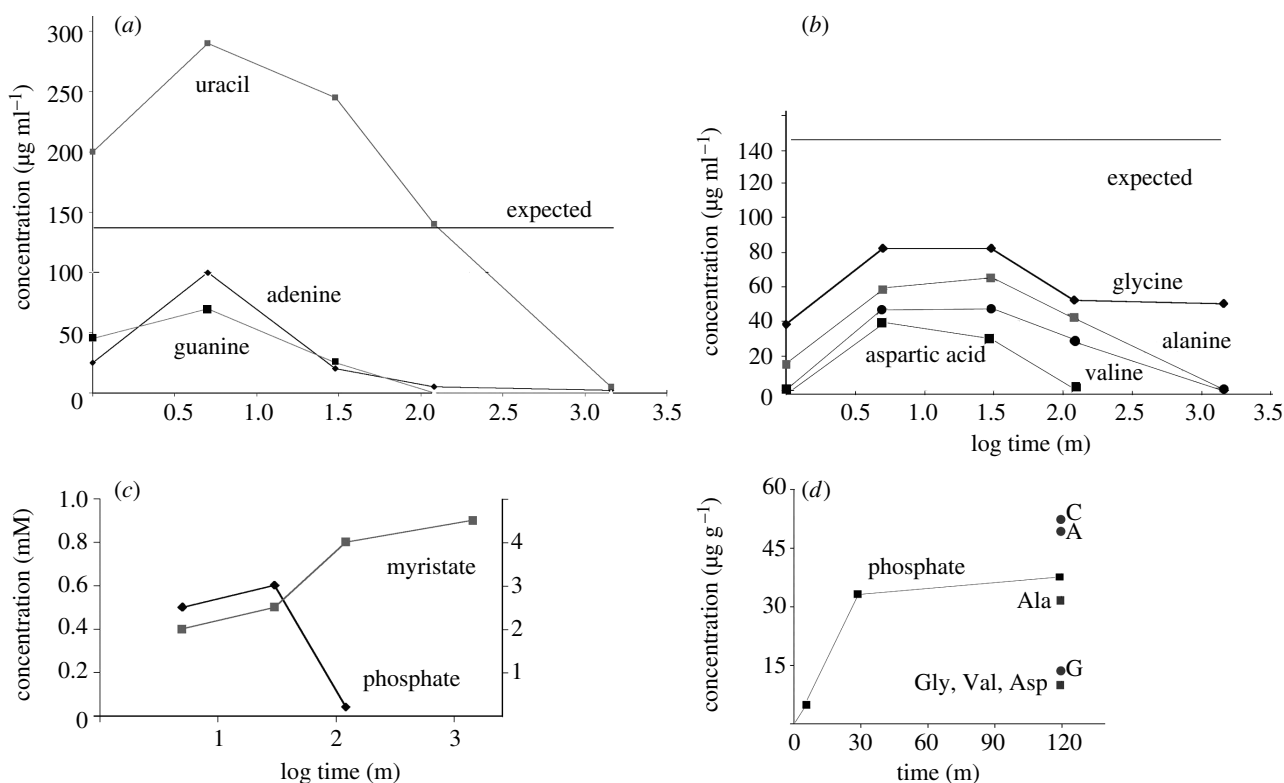 (a)
concentration (µg ml⁻¹)
300
250
200
150
100
50
0
uracil
expected
adenine
guanine
0.5 1.0 1.5 2.0 2.5 3.0 3.5
(b)
concentration (µg ml⁻¹)
140
120
100
80
60
40
20
0
expected
glycine
alanine
aspartic acid
valine
0.5 1.0 1.5 2.0 2.5 3.0 3.5
log time (m)
(c)
concentration (mM)
1.0
0.8
0.6
0.4
0.2
0
4
3
2
1
myristate
phosphate
1 2 3
log time (m)
(d)
concentration (µg g⁻¹)
60
45
30
15
C
A
phosphate
Ala
G
Gly, Val, Asp
0 30 60 90 120
time (m)